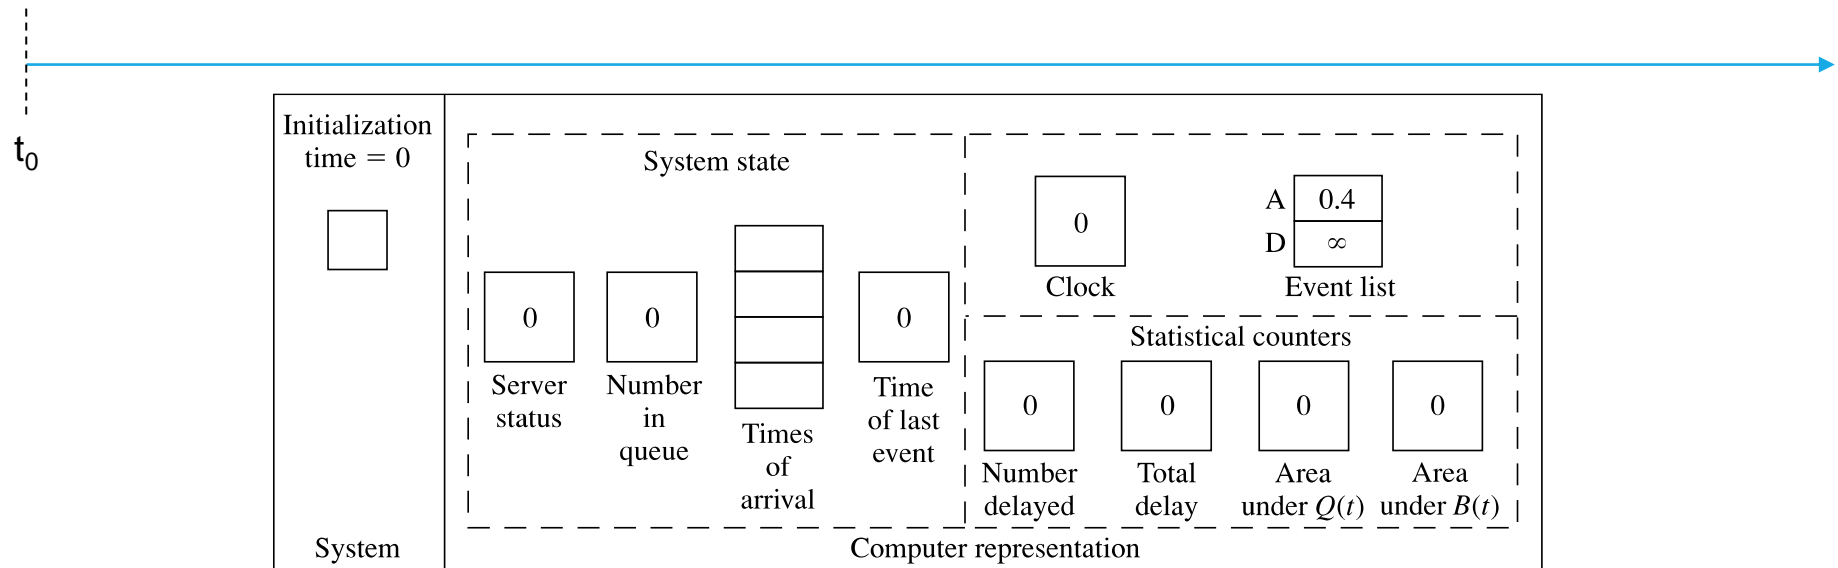 t0
Initialization
time = 0
System
System state
0
Server
status
0
Number
in
queue
Times
of
arrival
0
Time
of last
event
0
Clock
A 0.4
D ∞
Event list
Statistical counters
0
Number
delayed
0
Total
delay
0
Area
under Q(t)
0
Area
under B(t)
Computer representation